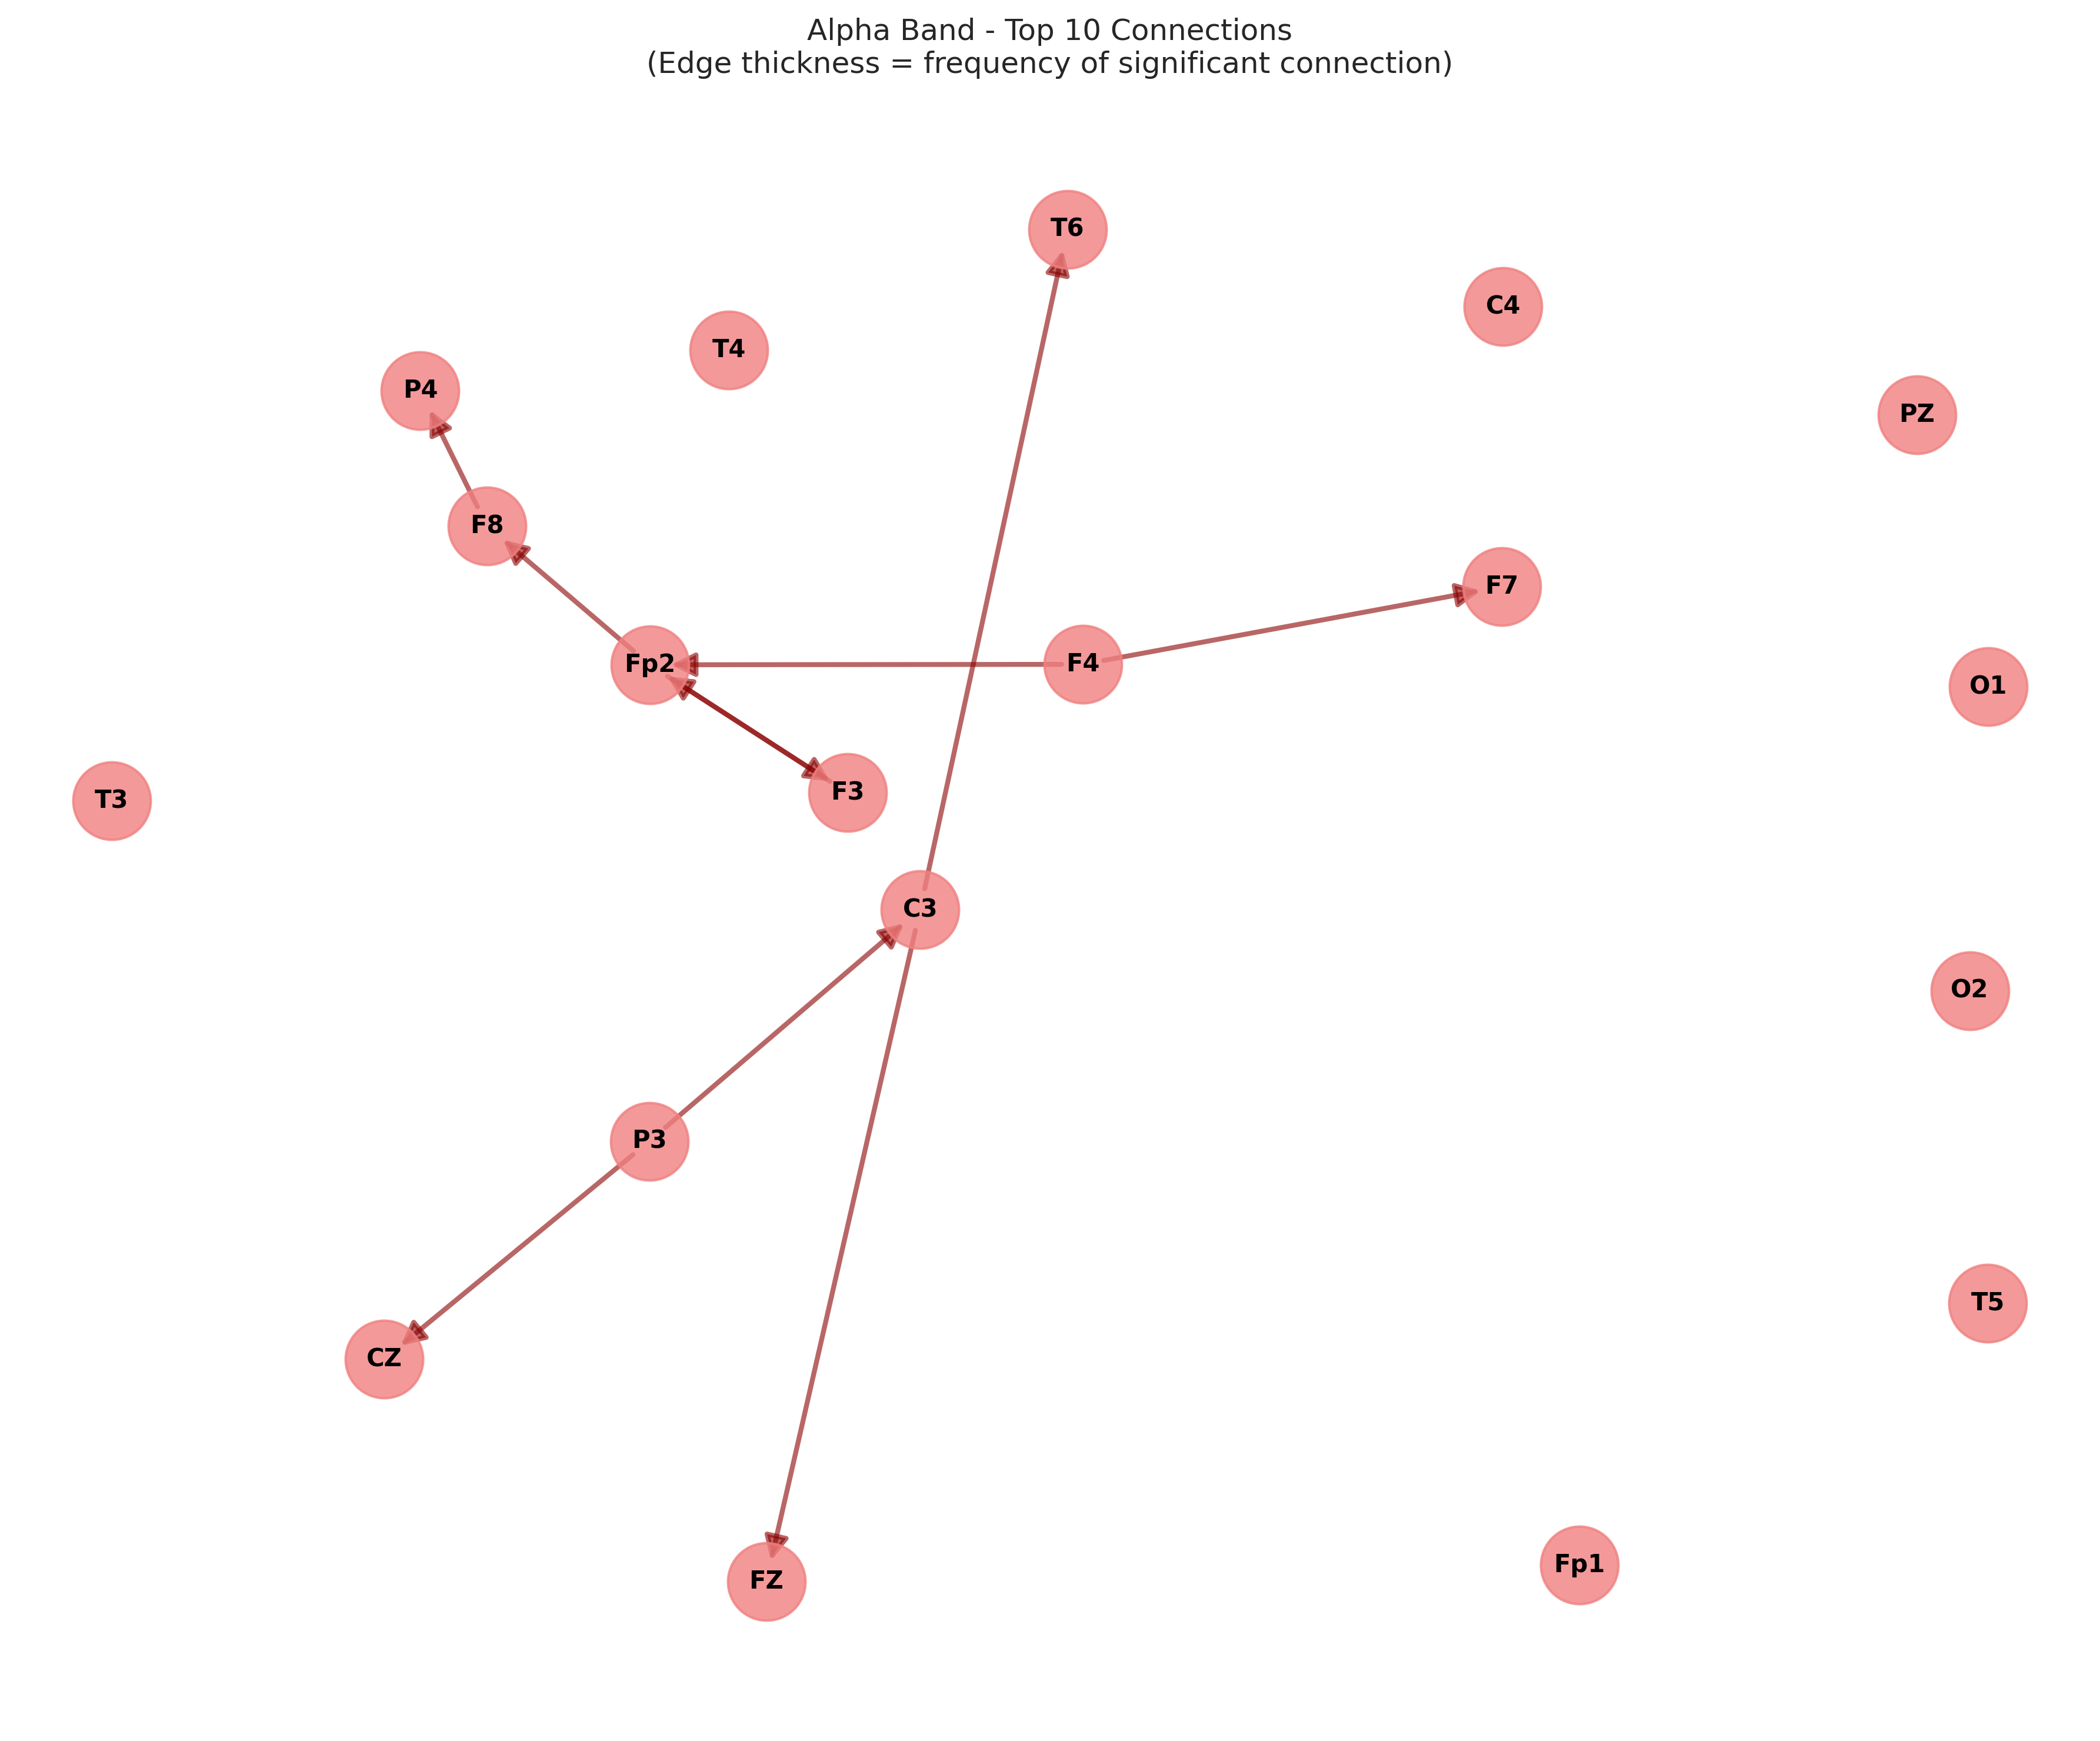 Alpha Band - Top 10 Connections
(Edge thickness = frequency of significant connection)
T6
C4
T4
P4
PZ
F8
F7
Fp2
F4
O1
F3
T3
C3
O2
P3
T5
CZ
Fp1
FZ